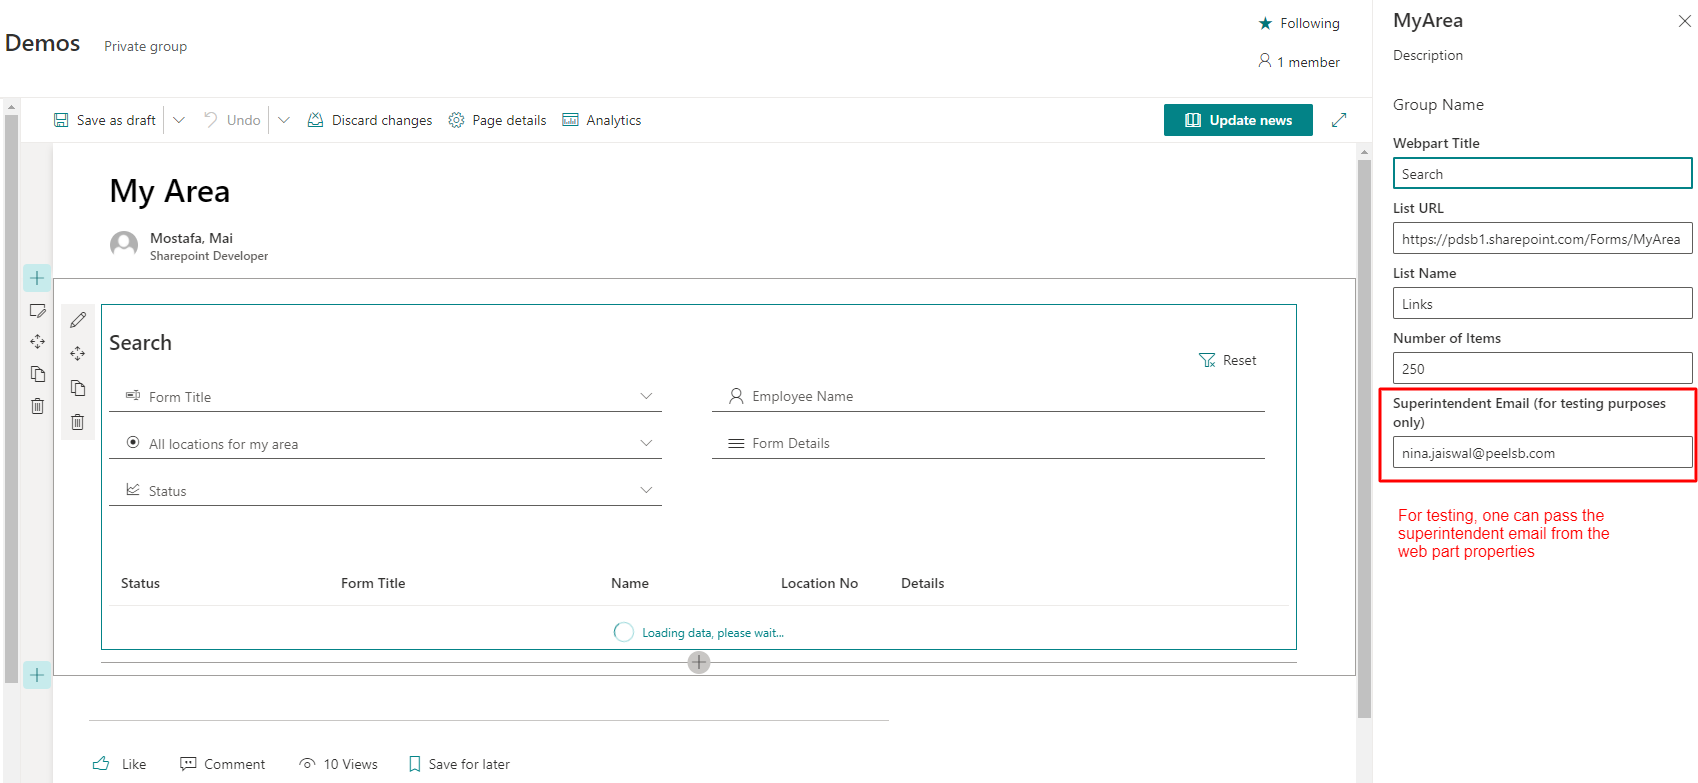 Demos
Private group
Following
1 member
Save as draft
Undo
Discard changes
Page details
Analytics
Update news
My Area
Mostafa, Mai
Sharepoint Developer
Search
Reset
Form Title
Employee Name
All locations for my area
Form Details
Status
Status Form Title Name Location No Details
Loading data, please wait...
Like
Comment
10 Views
Save for later
MyArea
Description
Group Name
Webpart Title
Search
List URL
https://pdsb1.sharepoint.com/Forms/MyArea
List Name
Links
Number of Items
250
Superintendent Email (for testing purposes
only)
nina.jaiswal@peelsb.com
For testing, one can pass the
superintendent email from the
web part properties